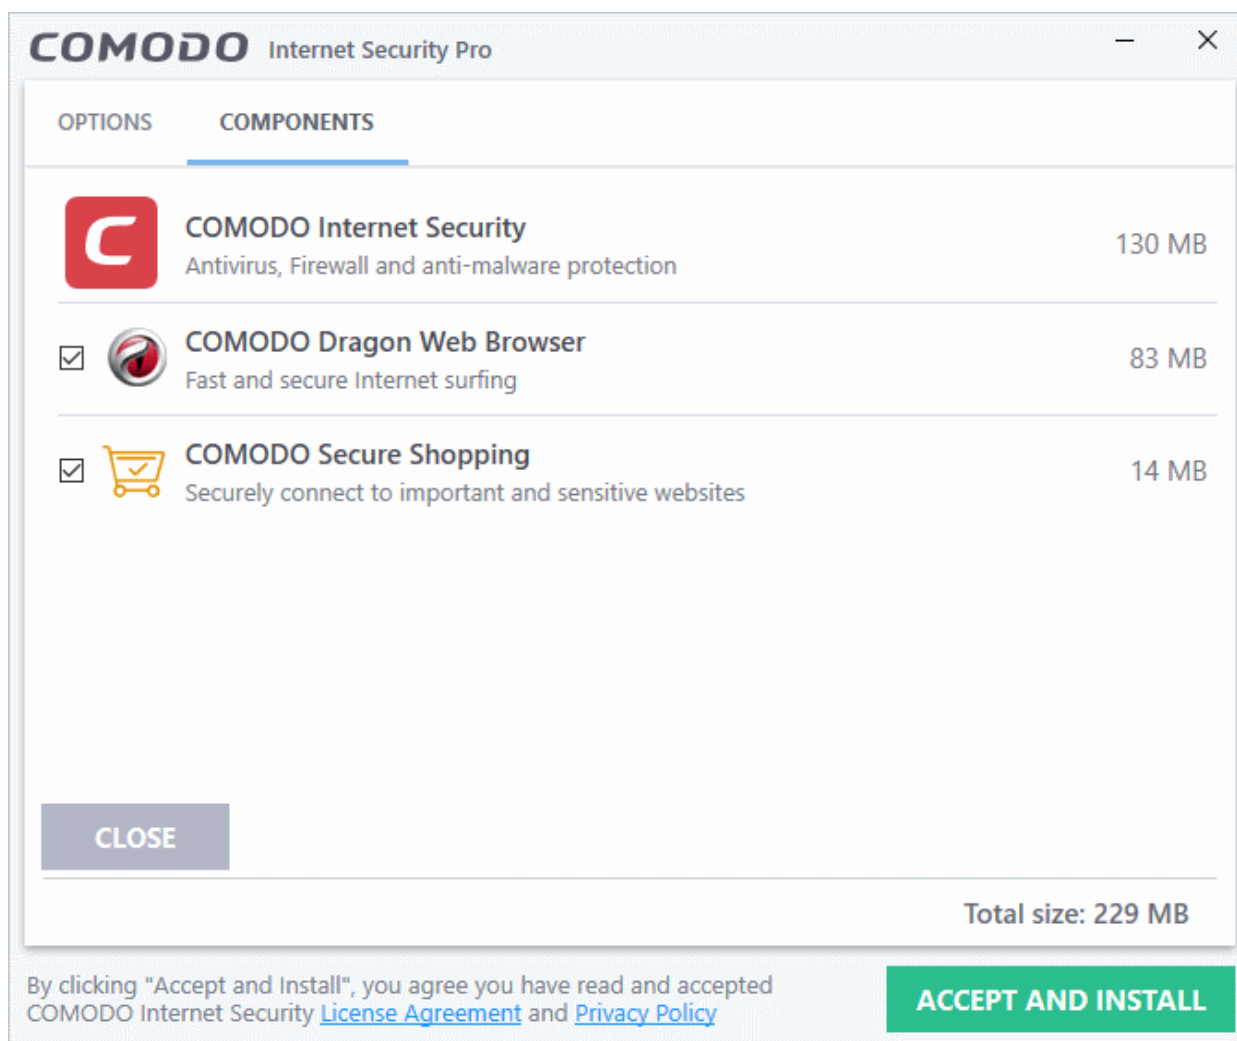 COMODO Internet Security Pro
OPTIONS COMPONENTS
COMODO Internet Security
Antivirus, Firewall and anti-malware protection
130 MB
COMODO Dragon Web Browser
Fast and secure Internet surfing
83 MB
COMODO Secure Shopping
Securely connect to important and sensitive websites
14 MB
CLOSE
Total size: 229 MB
By clicking "Accept and Install", you agree you have read and accepted
COMODO Internet Security License Agreement and Privacy Policy
ACCEPT AND INSTALL